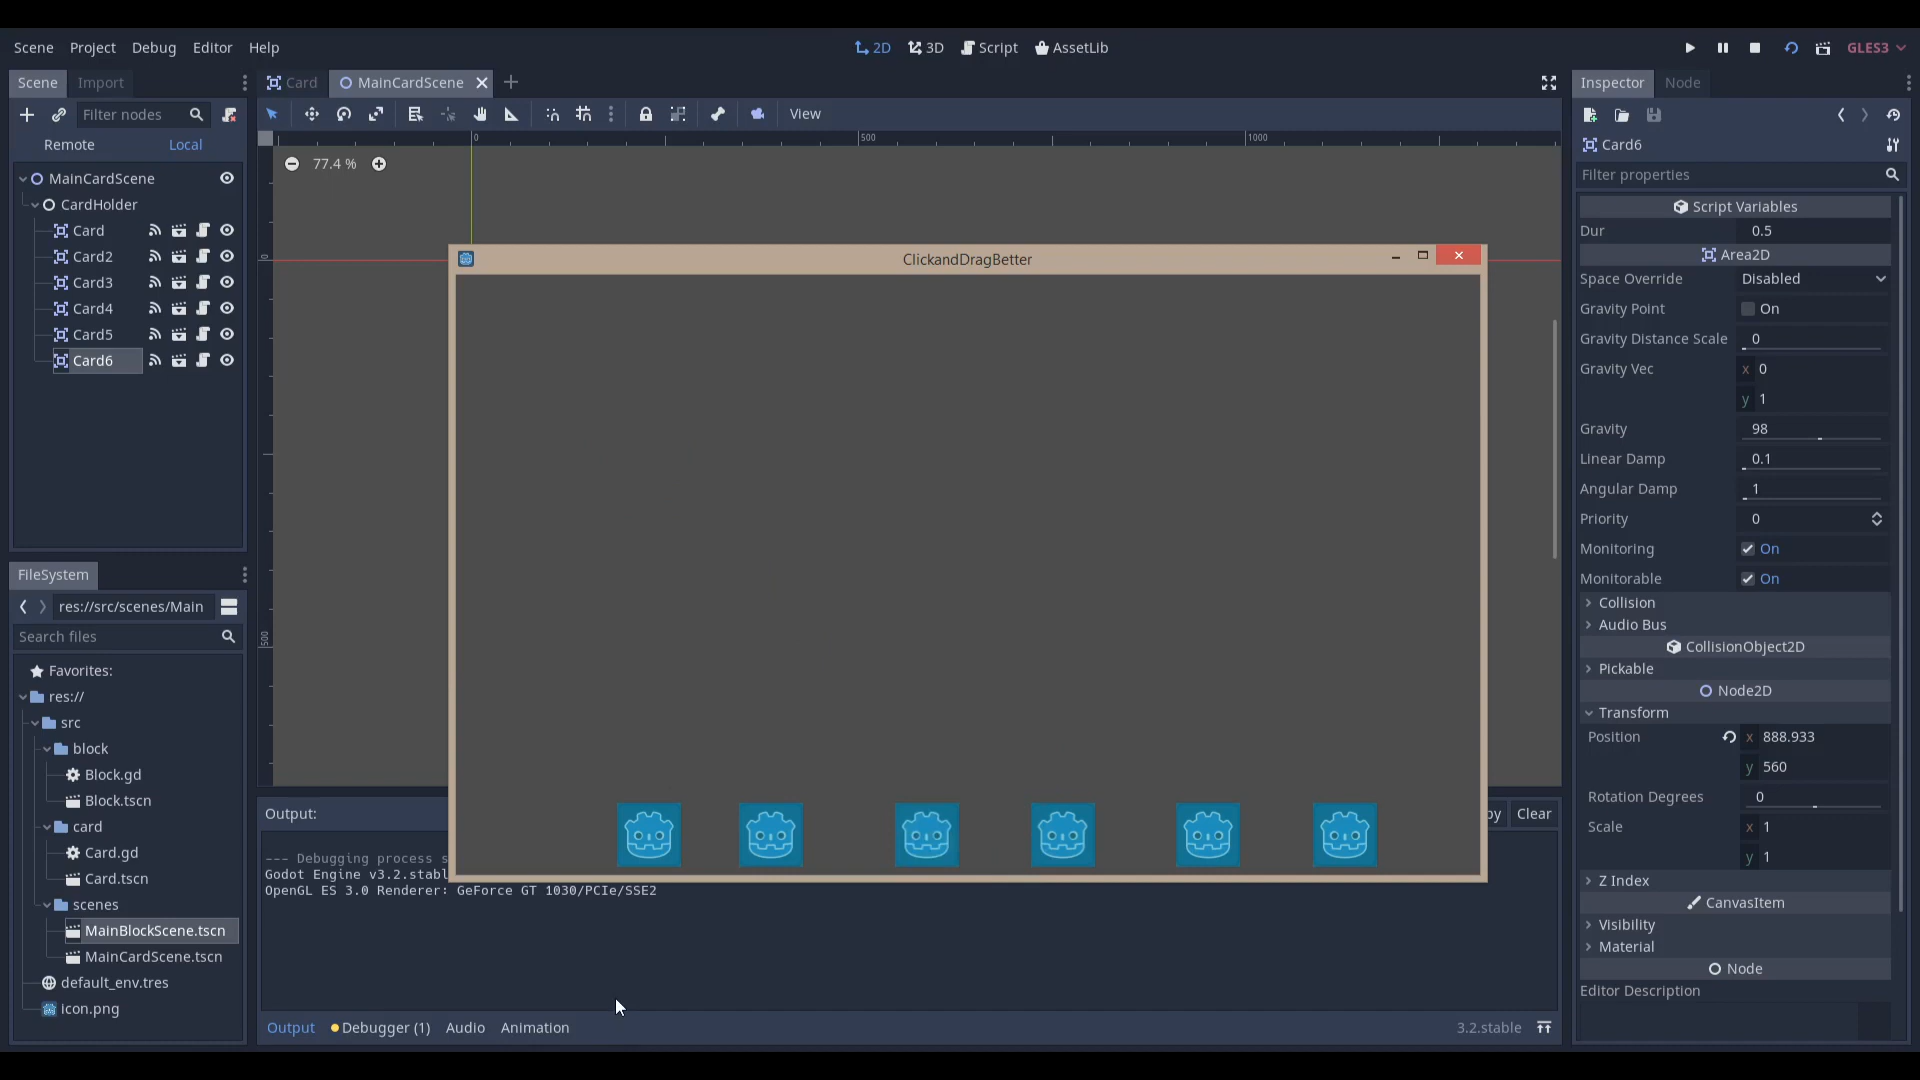 Scene Project Debug Editor Help
2D 3D Script AssetLib
GLES3
Scene Import
Card MainCardScene
Inspector Node
Filter nodes
View
Remote Local
Card6
0 500 1000
77.4 %
Filter properties
MainCardScene
CardHolder
Card
Card2
Card3
Card4
Card5
Card6
0
500
ClickandDragBetter
Script Variables
Dur 0.5
Area2D
Space Override Disabled
Gravity Point On
Gravity Distance Scale 0
Gravity Vec x 0
y 1
Gravity 98
Linear Damp 0.1
Angular Damp 1
Priority 0
Monitoring On
Monitorable On
Collision
Audio Bus
CollisionObject2D
Pickable
Node2D
Transform
Position x 888.933
y 560
Rotation Degrees 0
Scale x 1
y 1
Z Index
CanvasItem
Visibility
Material
Node
Editor Description
FileSystem
res://src/scenes/Main
Search files
Favorites:
res://
src
block
Block.gd
Block.tscn
card
Card.gd
Card.tscn
scenes
MainBlockScene.tscn
MainCardScene.tscn
default_env.tres
icon.png
Output:
py Clear
--- Debugging process s
Godot Engine v3.2.stabl
OpenGL ES 3.0 Renderer: GeForce GT 1030/PCIe/SSE2
Output Debugger (1) Audio Animation
3.2.stable